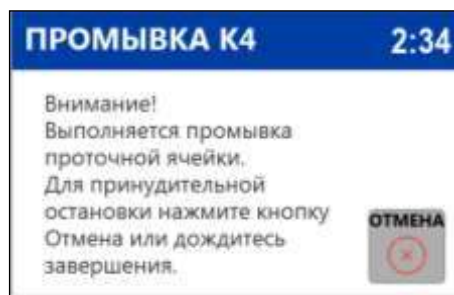 ПРОМЫВКА К4 2:34
Внимание!
Выполняется промывка
проточной ячейки.
Для принудительной
остановки нажмите кнопку
Отмена или дождитесь
завершения.
ОТМЕНА